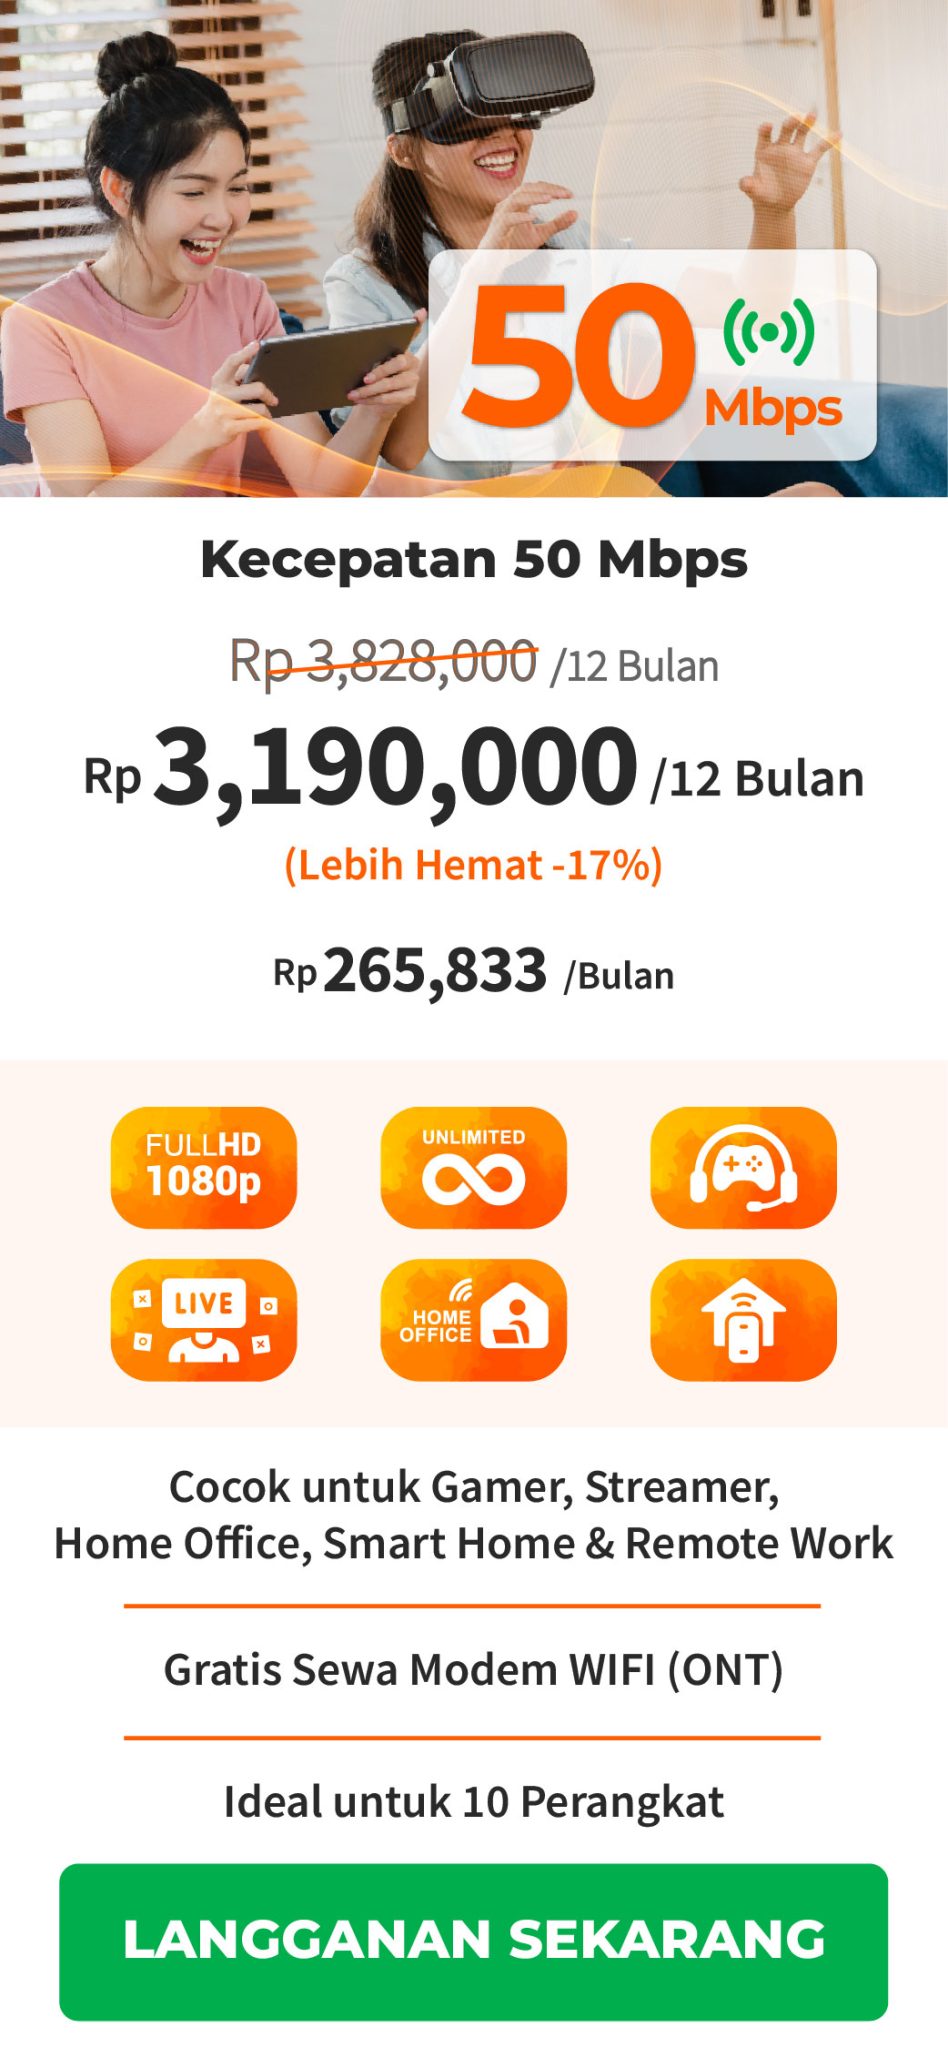 50 Mbps
Kecepatan 50 Mbps
Rp 3,828,000 /12 Bulan
Rp 3,190,000 /12 Bulan
(Lebih Hemat -17%)
Rp 265,833 /Bulan
FULLHD
1080p
UNLIMITED
LIVE
HOME
OFFICE
Cocok untuk Gamer, Streamer,
Home Office, Smart Home & Remote Work
Gratis Sewa Modem WIFI (ONT)
Ideal untuk 10 Perangkat
LANGGANAN SEKARANG